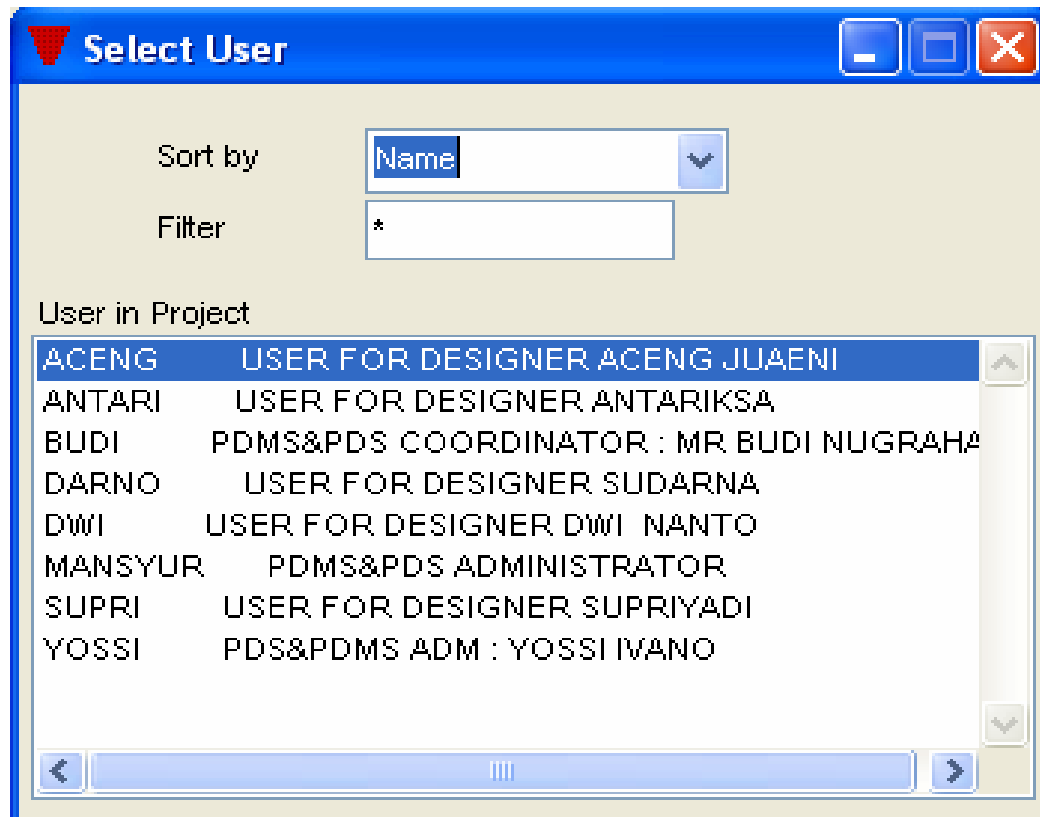 Select User
Sort by Name
Filter *
User in Project
ACENG USER FOR DESIGNER ACENG JUAENI
ANTARI USER FOR DESIGNER ANTARIKSA
BUDI PDMS&PDS COORDINATOR : MR BUDI NUGRAHA
DARNO USER FOR DESIGNER SUDARNA
DWI USER FOR DESIGNER DWI NANTO
MANSYUR PDMS&PDS ADMINISTRATOR
SUPRI USER FOR DESIGNER SUPRIYADI
YOSSI PDS&PDMS ADM : YOSSI IVANO